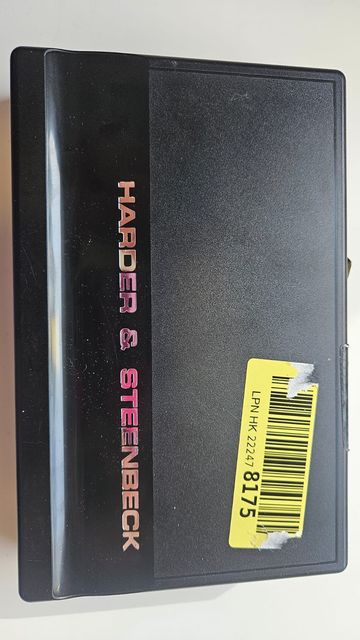 HARDER & STEENBECK
LPN HK 22247 8175